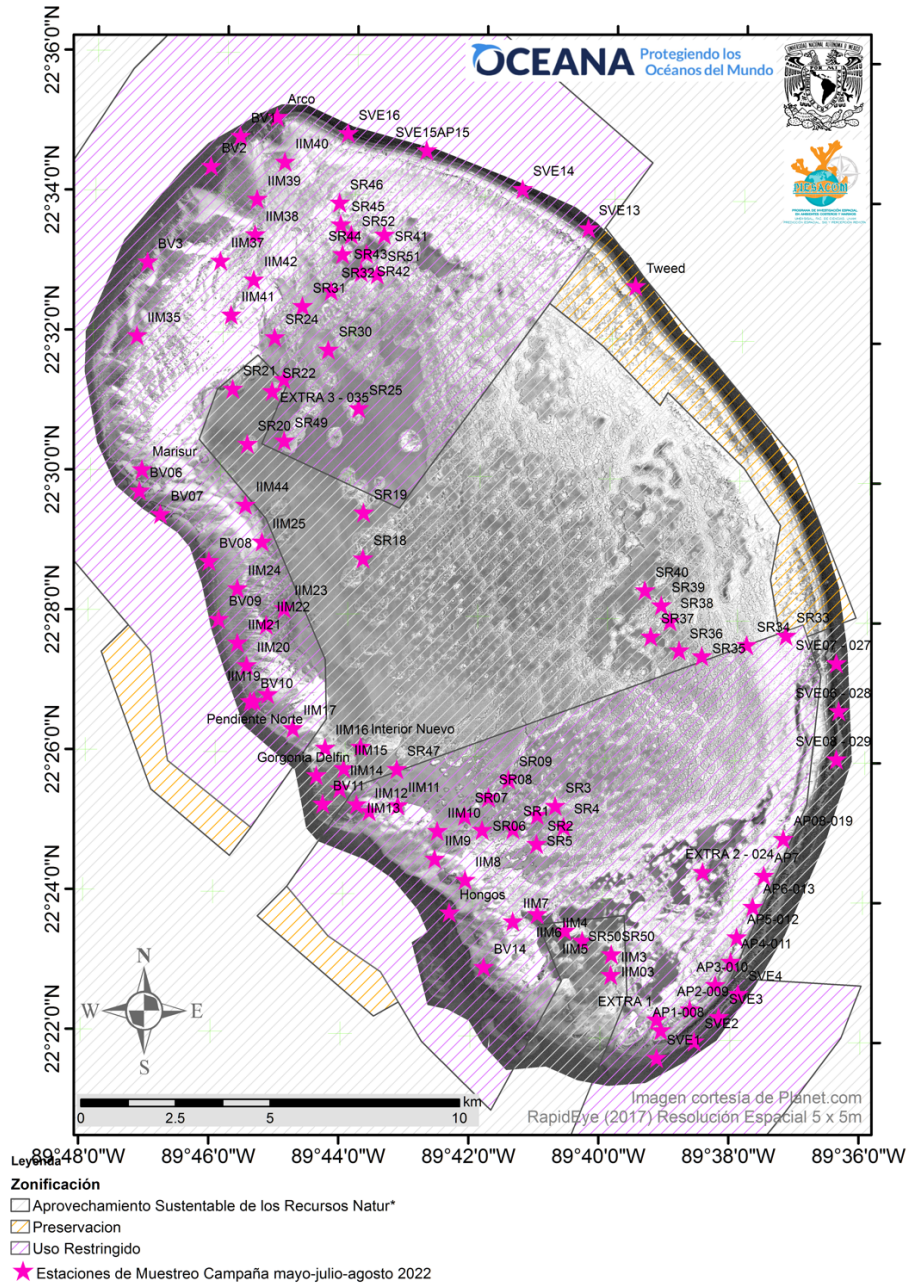 OCEANA Protegiendo los
Océanos del Mundo
UNIVERSIDAD NACIONAL AUTONOMA DE MEXICO
PIESACOM
22°36'0"N
22°34'0"N
22°32'0"N
22°30'0"N
22°28'0"N
22°26'0"N
22°24'0"N
22°22'0"N
Arco
BV1
SVE16
BV2
IIM40
SVE15AP15
SVE14
IIM39
SR46
SR45
SVE13
IIM38
SR52
SR44
SR41
BV3
IIM37
SR43
SR51
IIM42
SR32
SR42
Tweed
IIM41
SR31
IIM35
SR24
SR30
SR21
SR22
EXTRA 3 - 035
SR25
SR20
SR49
Marisur
BV06
BV07
IIM44
SR19
IIM25
BV08
SR18
IIM24
IIM23
SR40
SR39
BV09
IIM22
SR38
IIM21
SR37
IIM20
SR36
SR34
SR33
SR35
SVE07 - 027
IIM19
BV10
SVE06 - 028
Pendiente Norte
IIM17
IIM16
Interior Nuevo
SVE08 - 029
Gorgonia Delfin
IIM15
SR47
SR09
IIM14
SR08
BV11
IIM12
IIM11
SR07
SR3
IIM13
IIM10
SR1
SR4
AP08-019
SR06
SR2
IIM9
SR5
EXTRA 2 - 024
AP7
IIM8
AP6-013
Hongos
IIM7
AP5-012
IIM4
IIM6
SR50SR50
AP4-011
BV14
IIM5
IIM3
AP3-010
IIM03
SVE4
EXTRA 1
AP2-009
SVE3
AP1-008
SVE2
SVE1
N
W E
S
km
0 2.5 5 10
Imagen cortesía de Planet.com
RapidEye (2017) Resolución Espacial 5 x 5m
89°48'0"W 89°46'0"W 89°44'0"W 89°42'0"W 89°40'0"W 89°38'0"W 89°36'0"W
Leyenda
Zonificación
Aprovechamiento Sustentable de los Recursos Natur*
Preservacion
Uso Restringido
Estaciones de Muestreo Campaña mayo-julio-agosto 2022